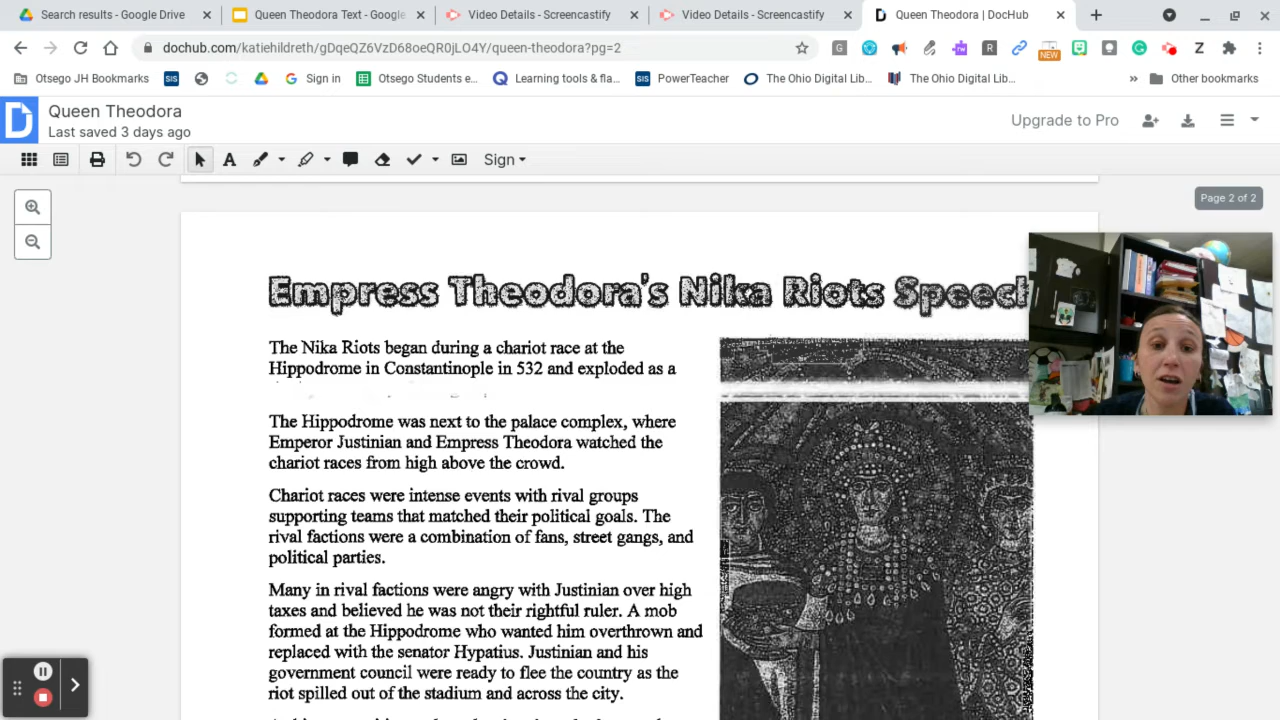 Search results - Google Drive
Queen Theodora Text - Google
Video Details - Screencastify
Video Details - Screencastify
Queen Theodora | DocHub
dochub.com/katiehildreth/gDqeQZ6VzD68oeQR0jLO4Y/queen-theodora?pg=2
NEW
Otsego JH Bookmarks
SIS
Sign in
Otsego Students e...
Learning tools & fla...
SIS
PowerTeacher
The Ohio Digital Lib...
The Ohio Digital Lib...
»
Other bookmarks
Queen Theodora
Last saved 3 days ago
Upgrade to Pro
Sign
Page 2 of 2
Empress Theodora's Nika Riots Speech
The Nika Riots began during a chariot race at the
Hippodrome in Constantinople in 532 and exploded as a
The Hippodrome was next to the palace complex, where
Emperor Justinian and Empress Theodora watched the
chariot races from high above the crowd.
Chariot races were intense events with rival groups
supporting teams that matched their political goals. The
rival factions were a combination of fans, street gangs, and
political parties.
Many in rival factions were angry with Justinian over high
taxes and believed he was not their rightful ruler. A mob
formed at the Hippodrome who wanted him overthrown and
replaced with the senator Hypatius. Justinian and his
government council were ready to flee the country as the
riot spilled out of the stadium and across the city.